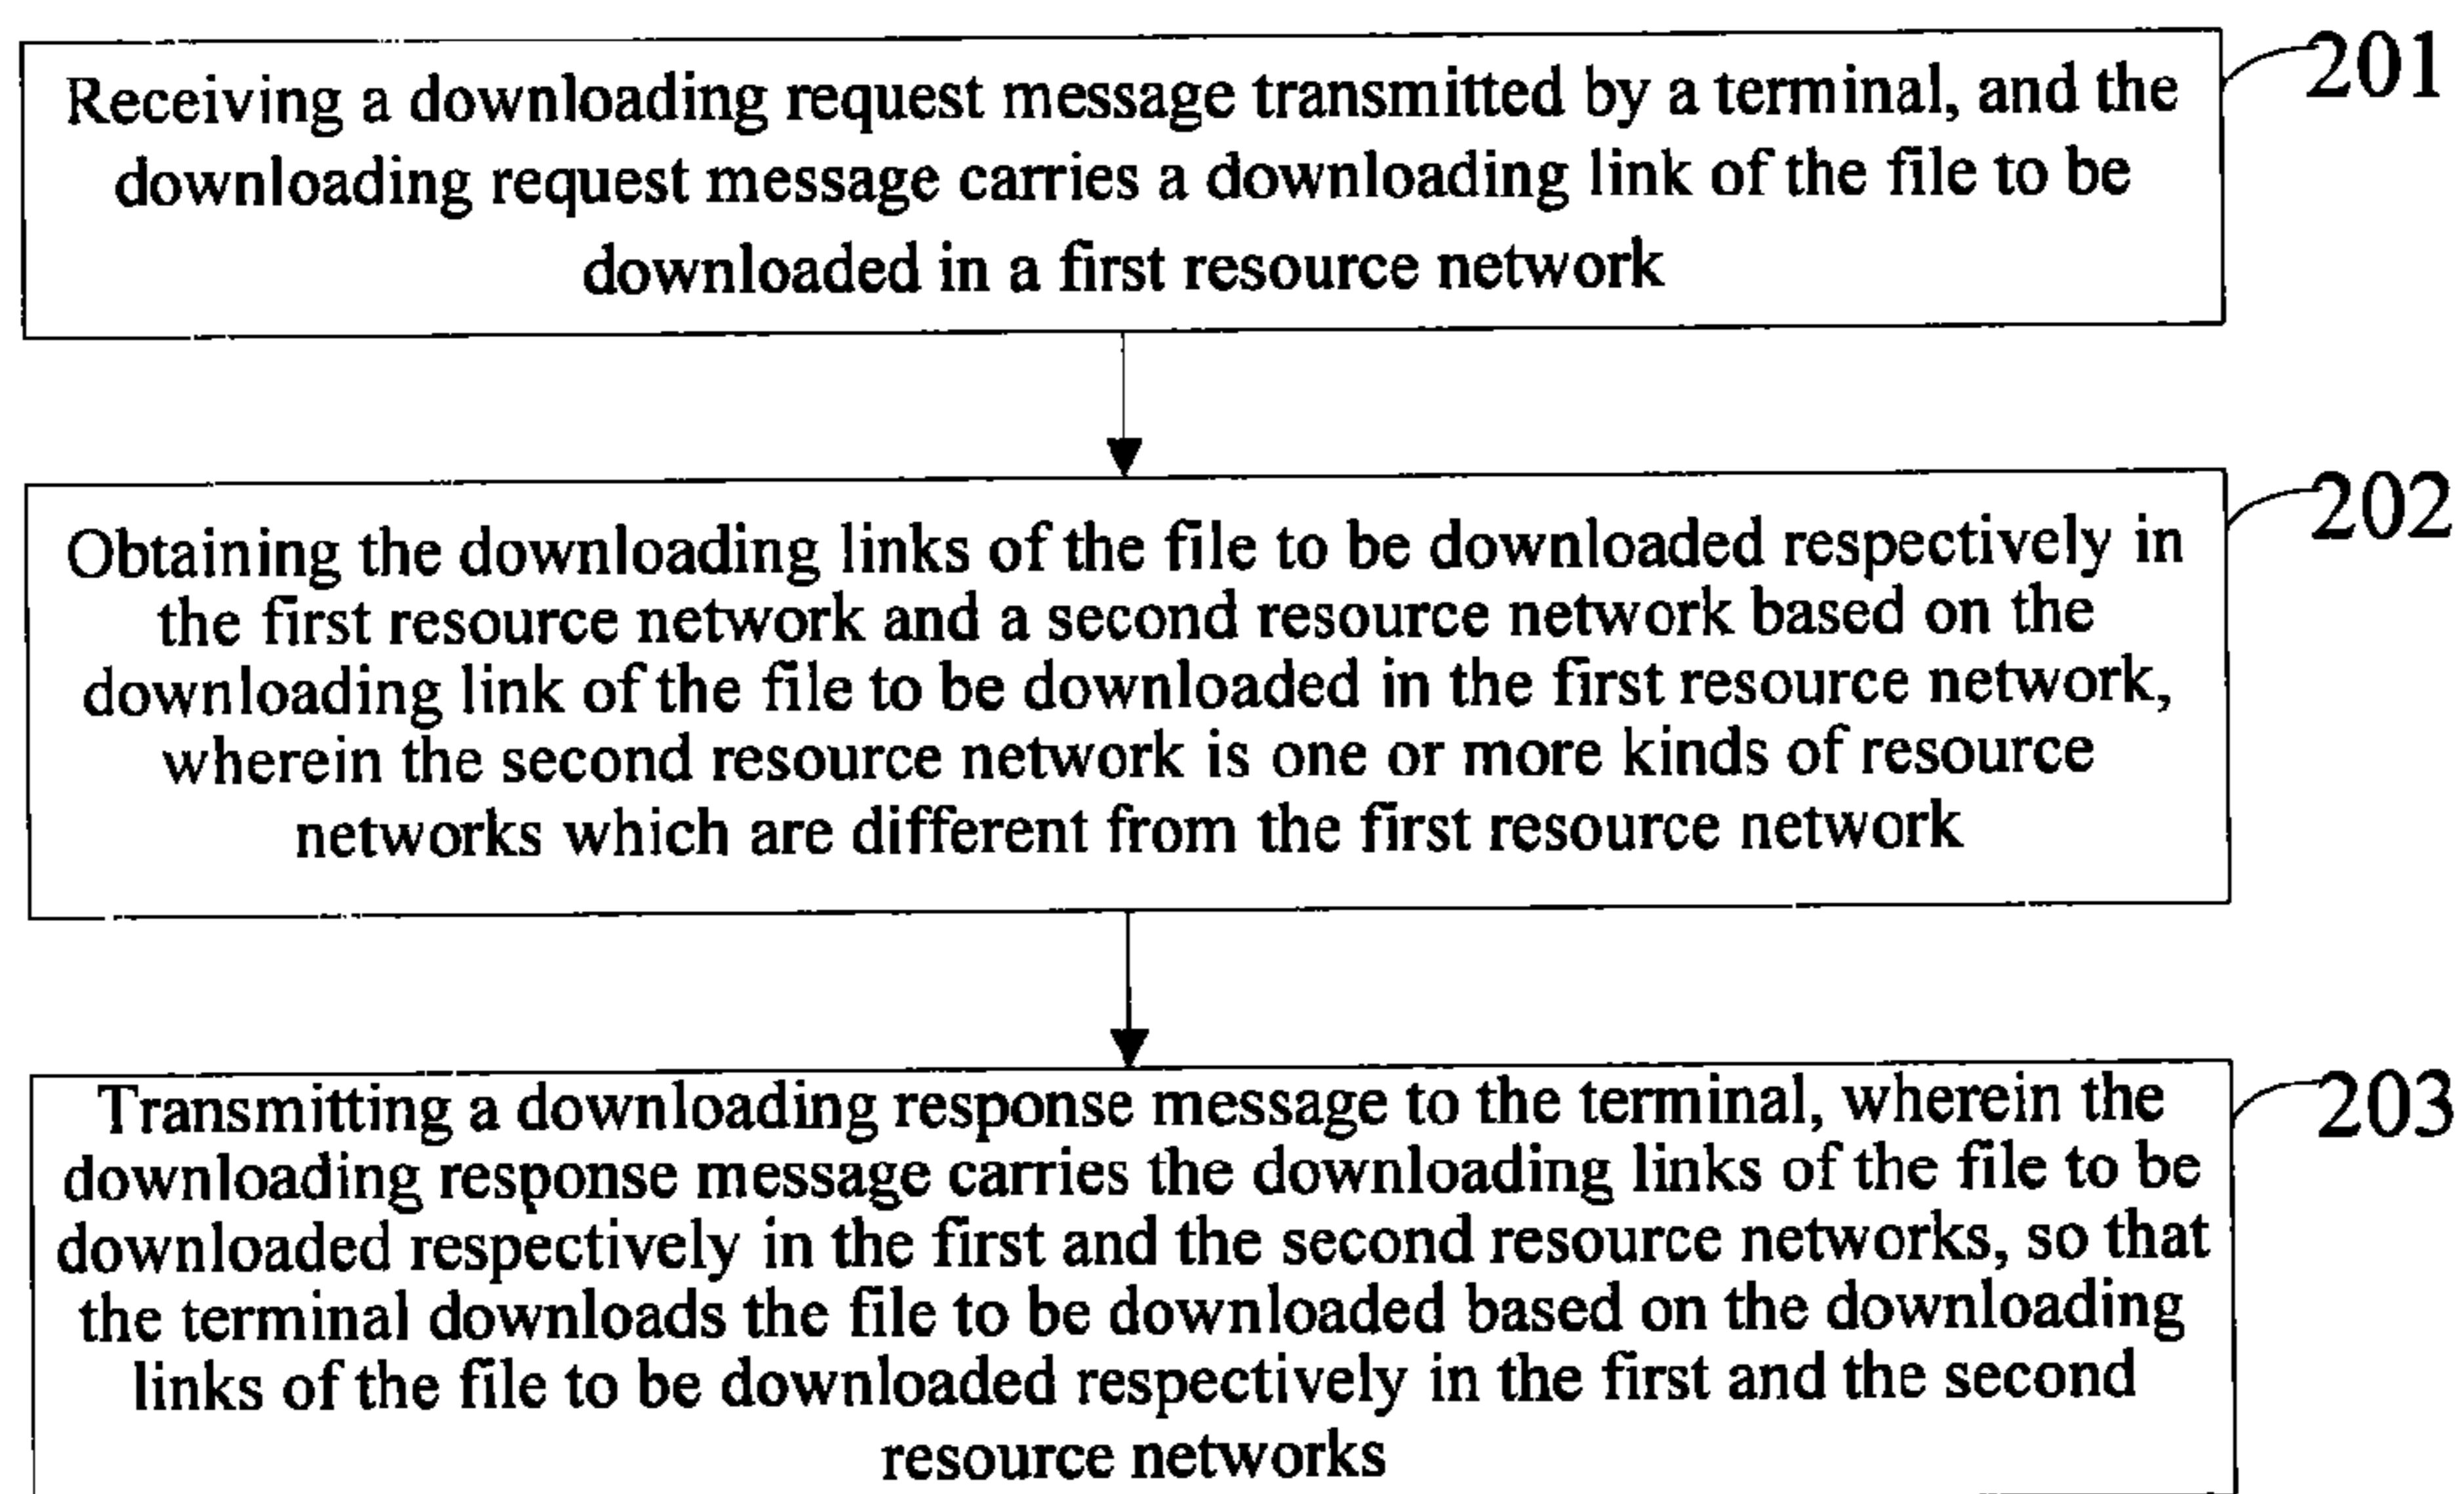 Receiving a downloading request message transmitted by a terminal, and the
downloading request message carries a downloading link of the file to be
downloaded in a first resource network
201
Obtaining the downloading links of the file to be downloaded respectively in
the first resource network and a second resource network based on the
downloading link of the file to be downloaded in the first resource network,
wherein the second resource network is one or more kinds of resource
networks which are different from the first resource network
202
Transmitting a downloading response message to the terminal, wherein the
downloading response message carries the downloading links of the file to be
downloaded respectively in the first and the second resource networks, so that
the terminal downloads the file to be downloaded based on the downloading
links of the file to be downloaded respectively in the first and the second
resource networks
203